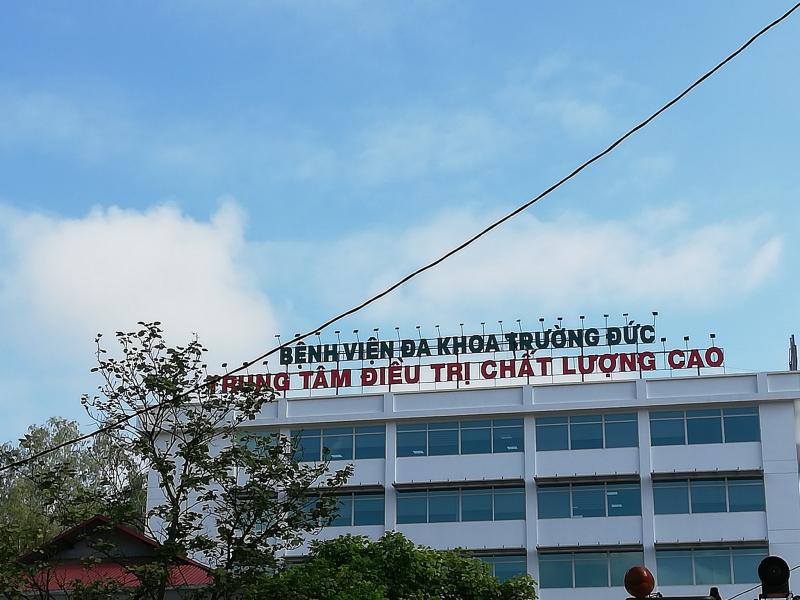 BỆNH VIỆN ĐA KHOA TRƯỜNG ĐỨC
TRUNG TÂM ĐIỀU TRỊ CHẤT LƯỢNG CAO